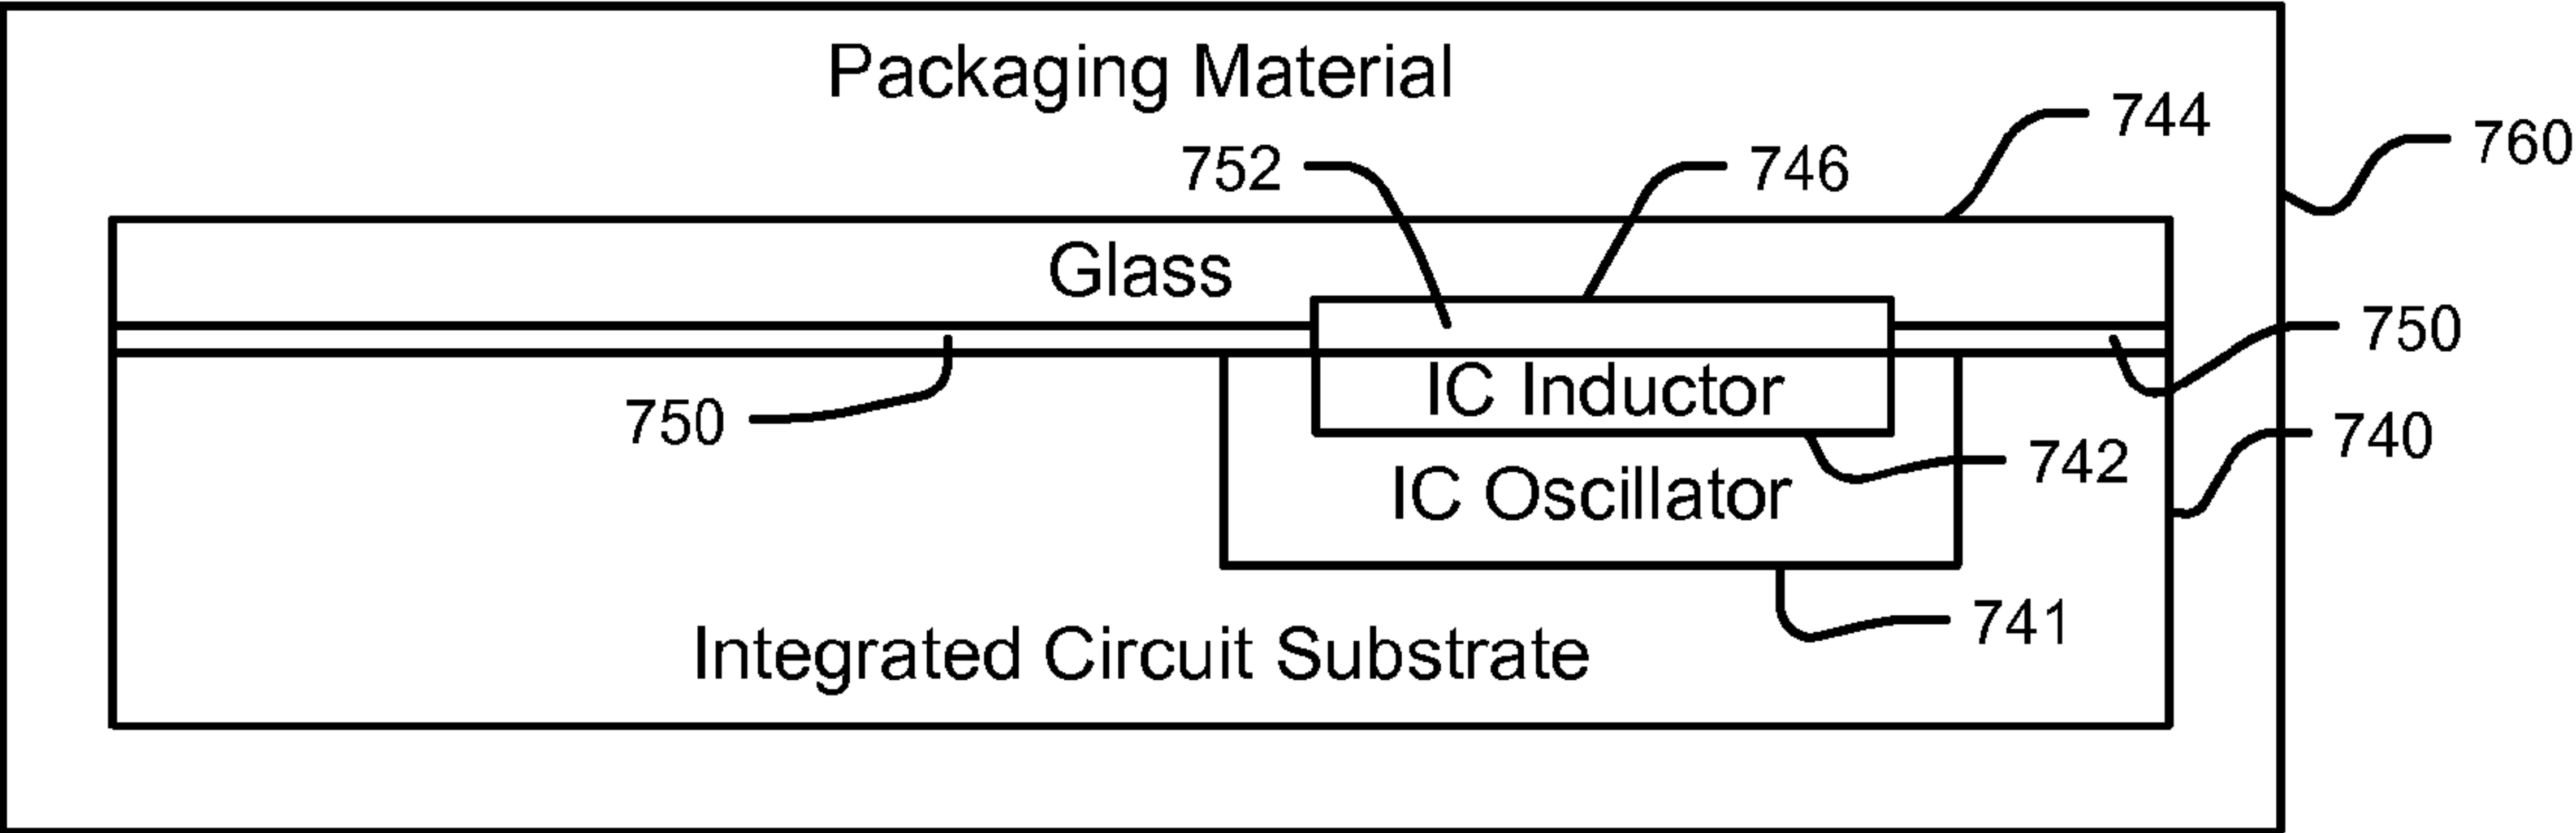 Packaging Material
744
760
752
746
Glass
750
IC Inductor
750
740
742
IC Oscillator
741
Integrated Circuit Substrate